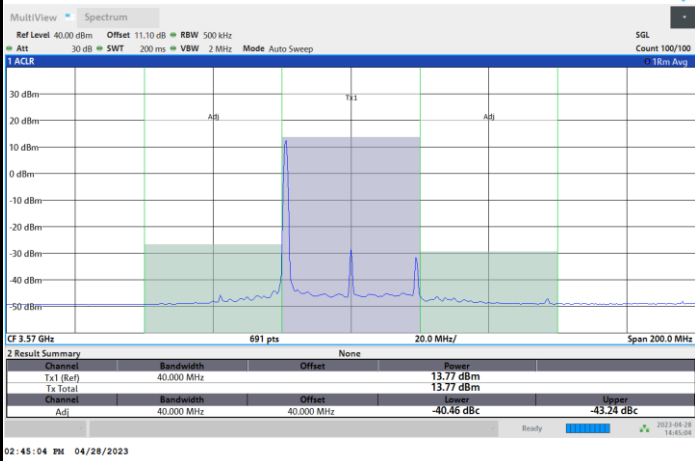 MultiView Spectrum
Ref Level 40.00 dBm Offset 11.10 dB RBW 500 kHz SGL
Att 30 dB SWT 200 ms VBW 2 MHz Mode Auto Sweep Count 100/100
1 ACLR 1Rm Avg
30 dBm
Tx1
20 dBm
Adj Adj
10 dBm
0 dBm
-10 dBm
-20 dBm
-30 dBm
-40 dBm
-50 dBm
CF 3.57 GHz 691 pts 20.0 MHz/ Span 200.0 MHz
2 Result Summary None
Channel Bandwidth Offset Power
Tx1 (Ref) 40.000 MHz 13.77 dBm
Tx Total 13.77 dBm
Channel Bandwidth Offset Lower Upper
Adj 40.000 MHz 40.000 MHz -40.46 dBc -43.24 dBc
Ready 2023-04-28
14:45:04
02:45:04 PM 04/28/2023